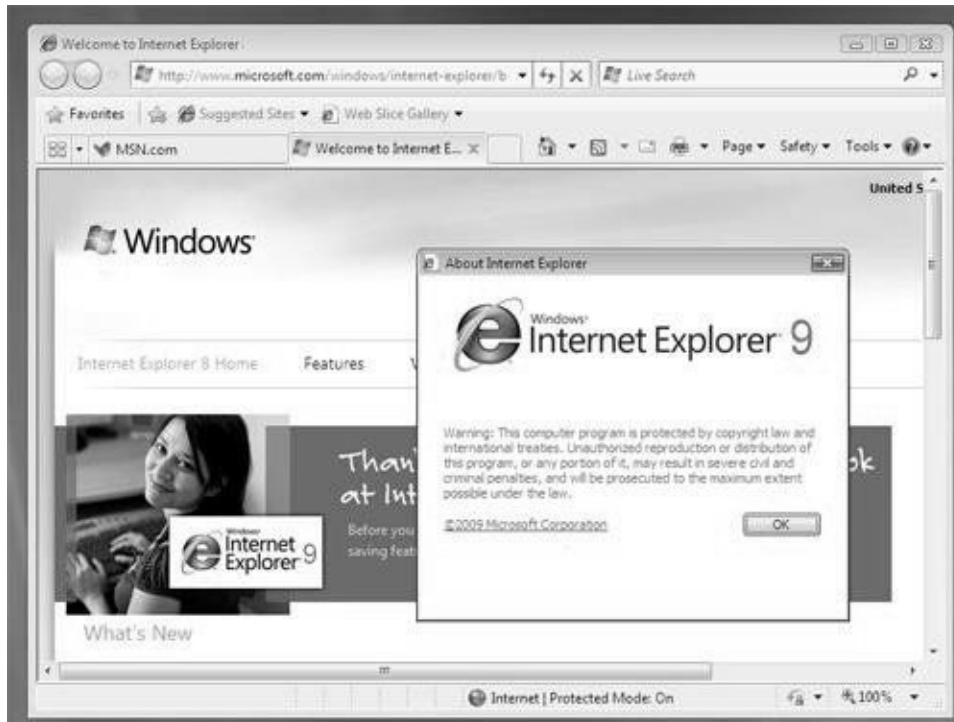 Welcome to Internet Explorer
http://www.microsoft.com/windows/internet-explorer/b
Live Search
Favorites
Suggested Sites
Web Slice Gallery
MSN.com
Welcome to Internet E...
Page
Safety
Tools
United S
Windows
About Internet Explorer
Windows
Internet Explorer 9
Internet Explorer 8 Home
Features
Warning: This computer program is protected by copyright law and
international treaties. Unauthorized reproduction or distribution of
this program, or any portion of it, may result in severe civil and
criminal penalties, and will be prosecuted to the maximum extent
possible under the law.
©2009 Microsoft Corporation
OK
Than
ok
at Int
Before you
saving feat
Windows
Internet
Explorer 9
What's New
Internet | Protected Mode: On
100%